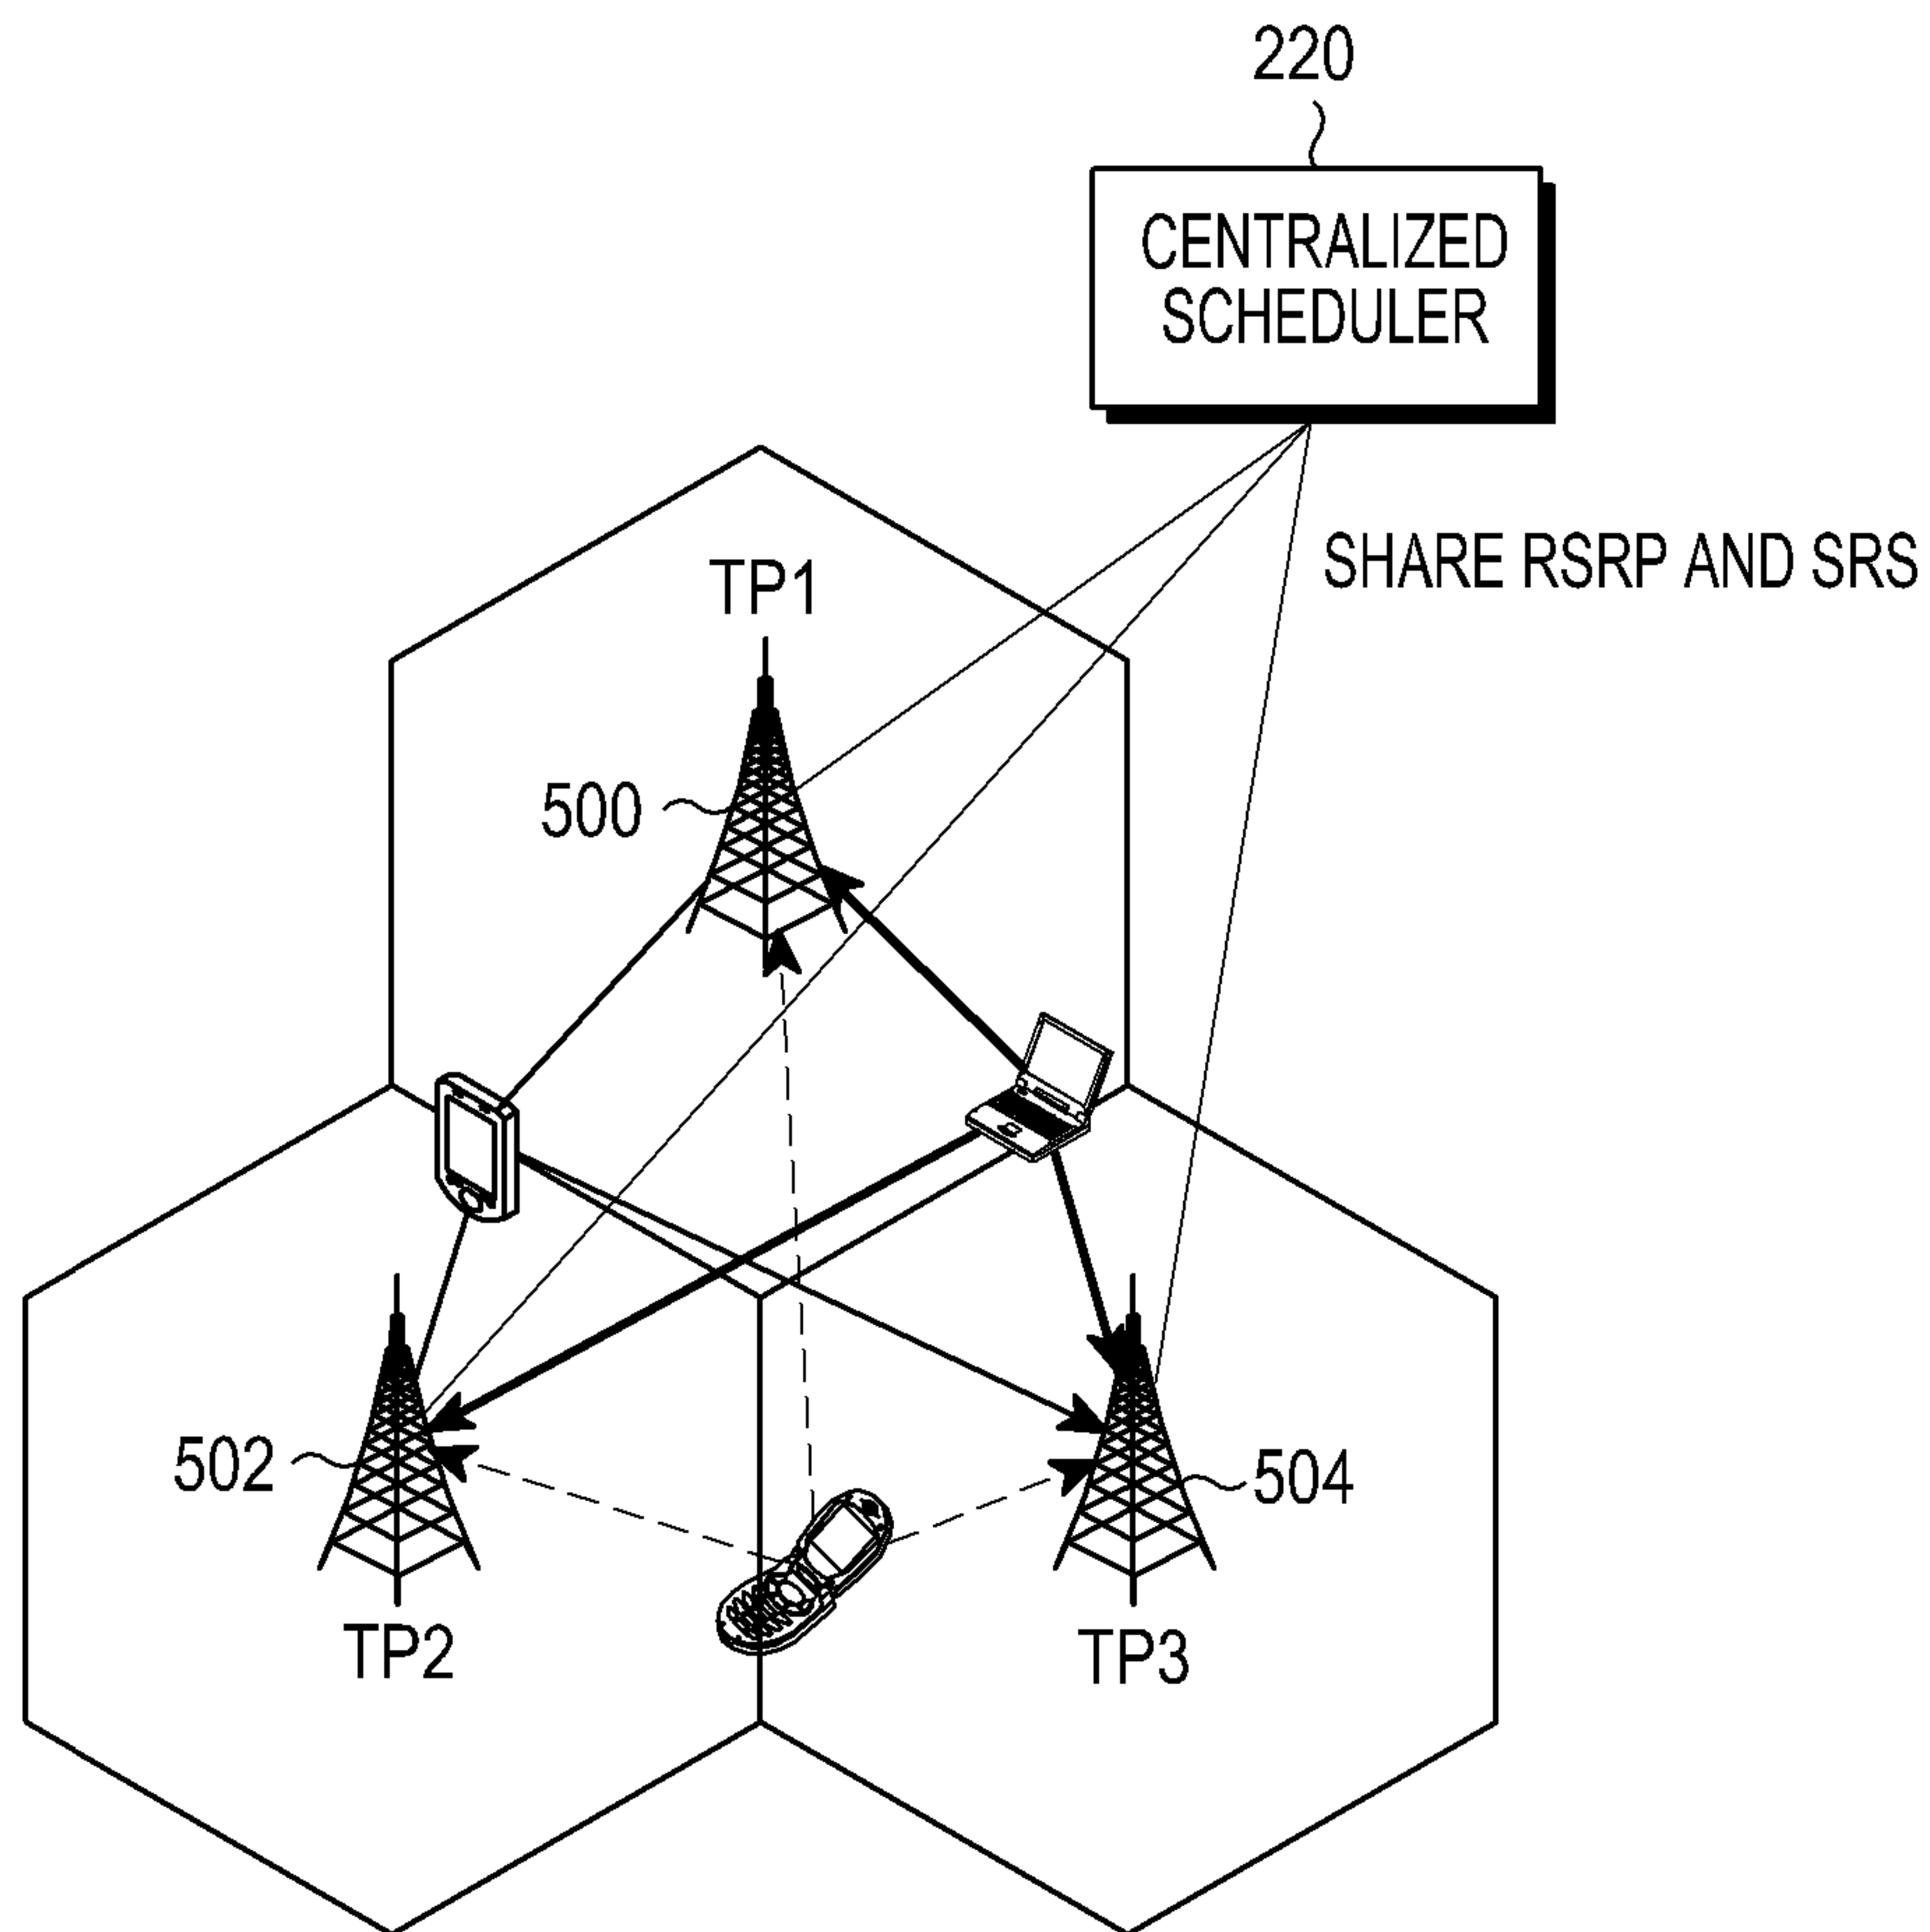 220
CENTRALIZED
SCHEDULER
SHARE RSRP AND SRS
TP1
500
502
504
TP2
TP3